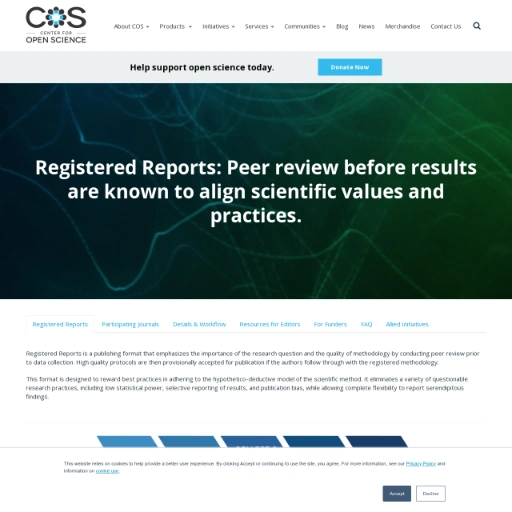 COS
CENTER FOR
OPEN SCIENCE
About COS Products Initiatives Services Communities Blog News Merchandise Contact Us
Help support open science today. Donate Now
Registered Reports: Peer review before results
are known to align scientific values and
practices.
Registered Reports Participating Journals Details & Workflow Resources for Editors For Funders FAQ Allied Initiatives
Registered Reports is a publishing format that emphasizes the importance of the research question and the quality of methodology by conducting peer review prior
to data collection. High quality protocols are then provisionally accepted for publication if the authors follow through with the registered methodology.
This format is designed to reward best practices in adhering to the hypothetico-deductive model of the scientific method. It eliminates a variety of questionable
research practices, including low statistical power, selective reporting of results, and publication bias, while allowing complete flexibility to report serendipitous
findings.
This website relies on cookies to help provide a better user experience. By clicking Accept or continuing to use the site, you agree. For more information, see our Privacy Policy and
information on cookie use.
Accept Decline